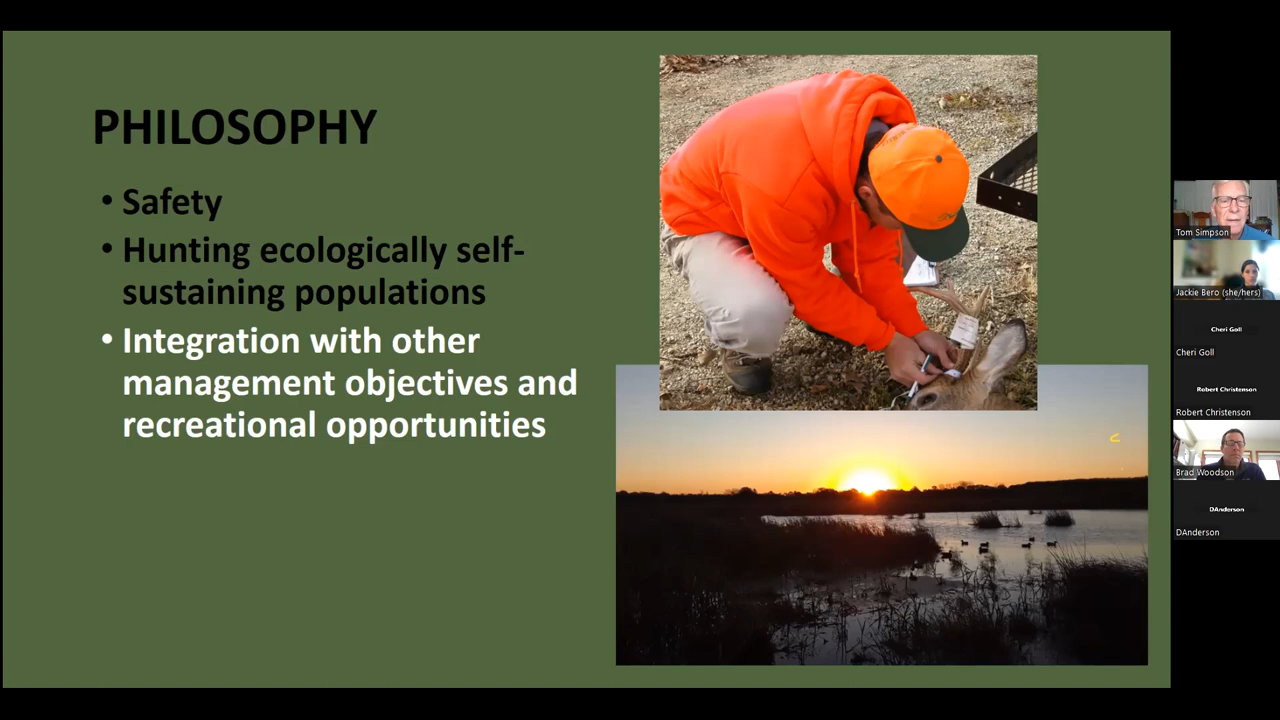 PHILOSOPHY
• Safety
• Hunting ecologically self-
sustaining populations
• Integration with other
management objectives and
recreational opportunities
Tom Simpson
Jackie Bero (she/hers)
Cheri Goll
Cheri Goll
Robert Christenson
Robert Christenson
Brad Woodson
DAnderson
DAnderson